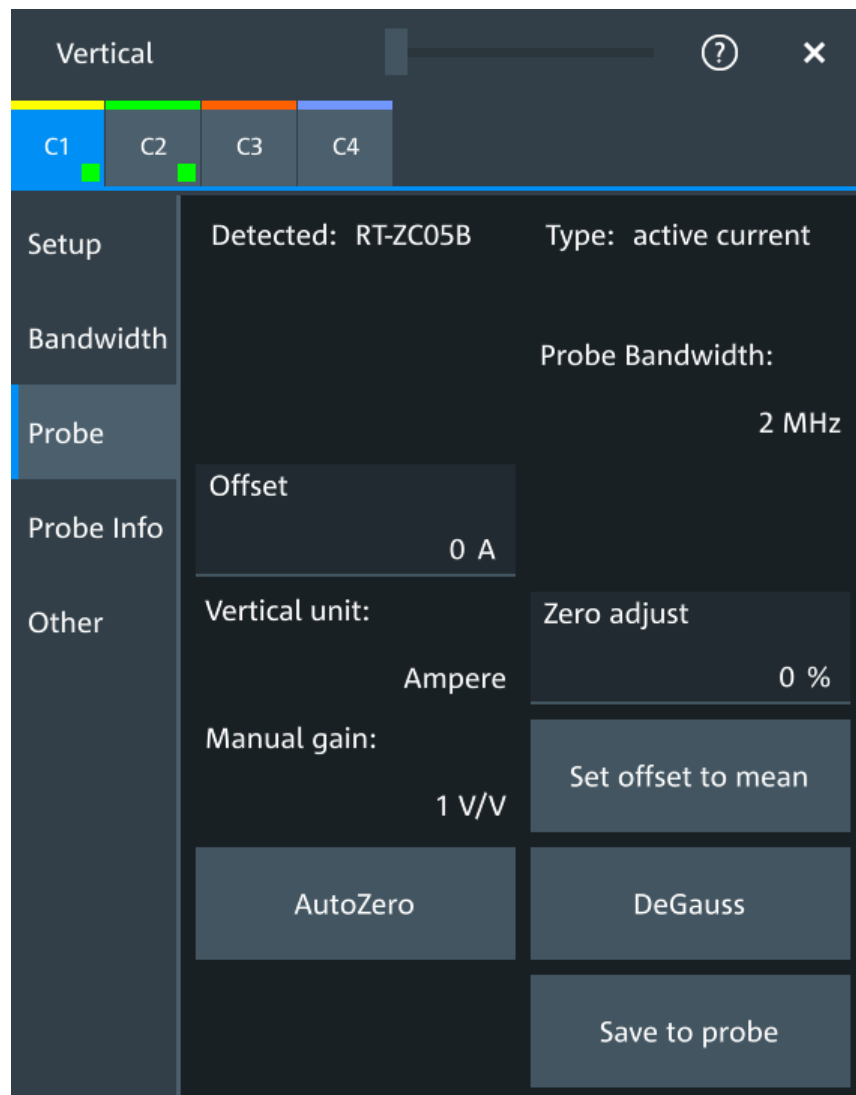 Vertical
?
×
C1 C2 C3 C4
Setup
Bandwidth
Probe
Probe Info
Other
Detected: RT-ZC05B Type: active current
Probe Bandwidth:
2 MHz
Offset
0 A
Vertical unit:
Ampere
Zero adjust
0 %
Manual gain:
1 V/V
Set offset to mean
AutoZero
DeGauss
Save to probe